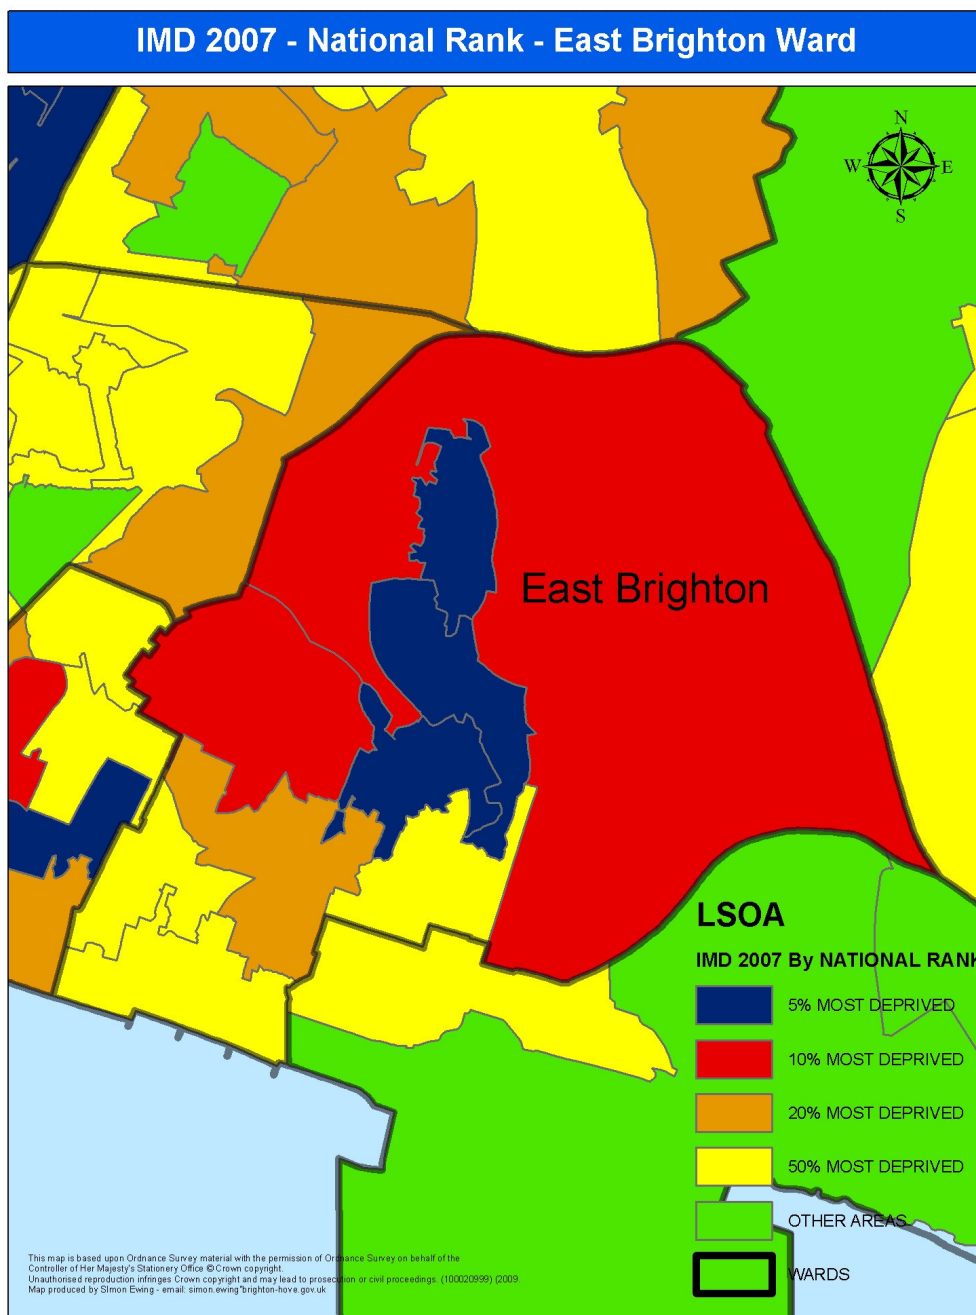 IMD 2007 - National Rank - East Brighton Ward
N
W E
S
East Brighton
LSOA
IMD 2007 By NATIONAL RANK
5% MOST DEPRIVED
10% MOST DEPRIVED
20% MOST DEPRIVED
50% MOST DEPRIVED
OTHER AREAS
WARDS
This map is based upon Ordnance Survey material with the permission of Ordnance Survey on behalf of the
Controller of Her Majesty's Stationery Office © Crown copyright.
Unauthorised reproduction infringes Crown copyright and may lead to prosecution or civil proceedings. (100020999) (2009.
Map produced by SImon Ewing - email: simon.ewing"brighton-hove.gov.uk